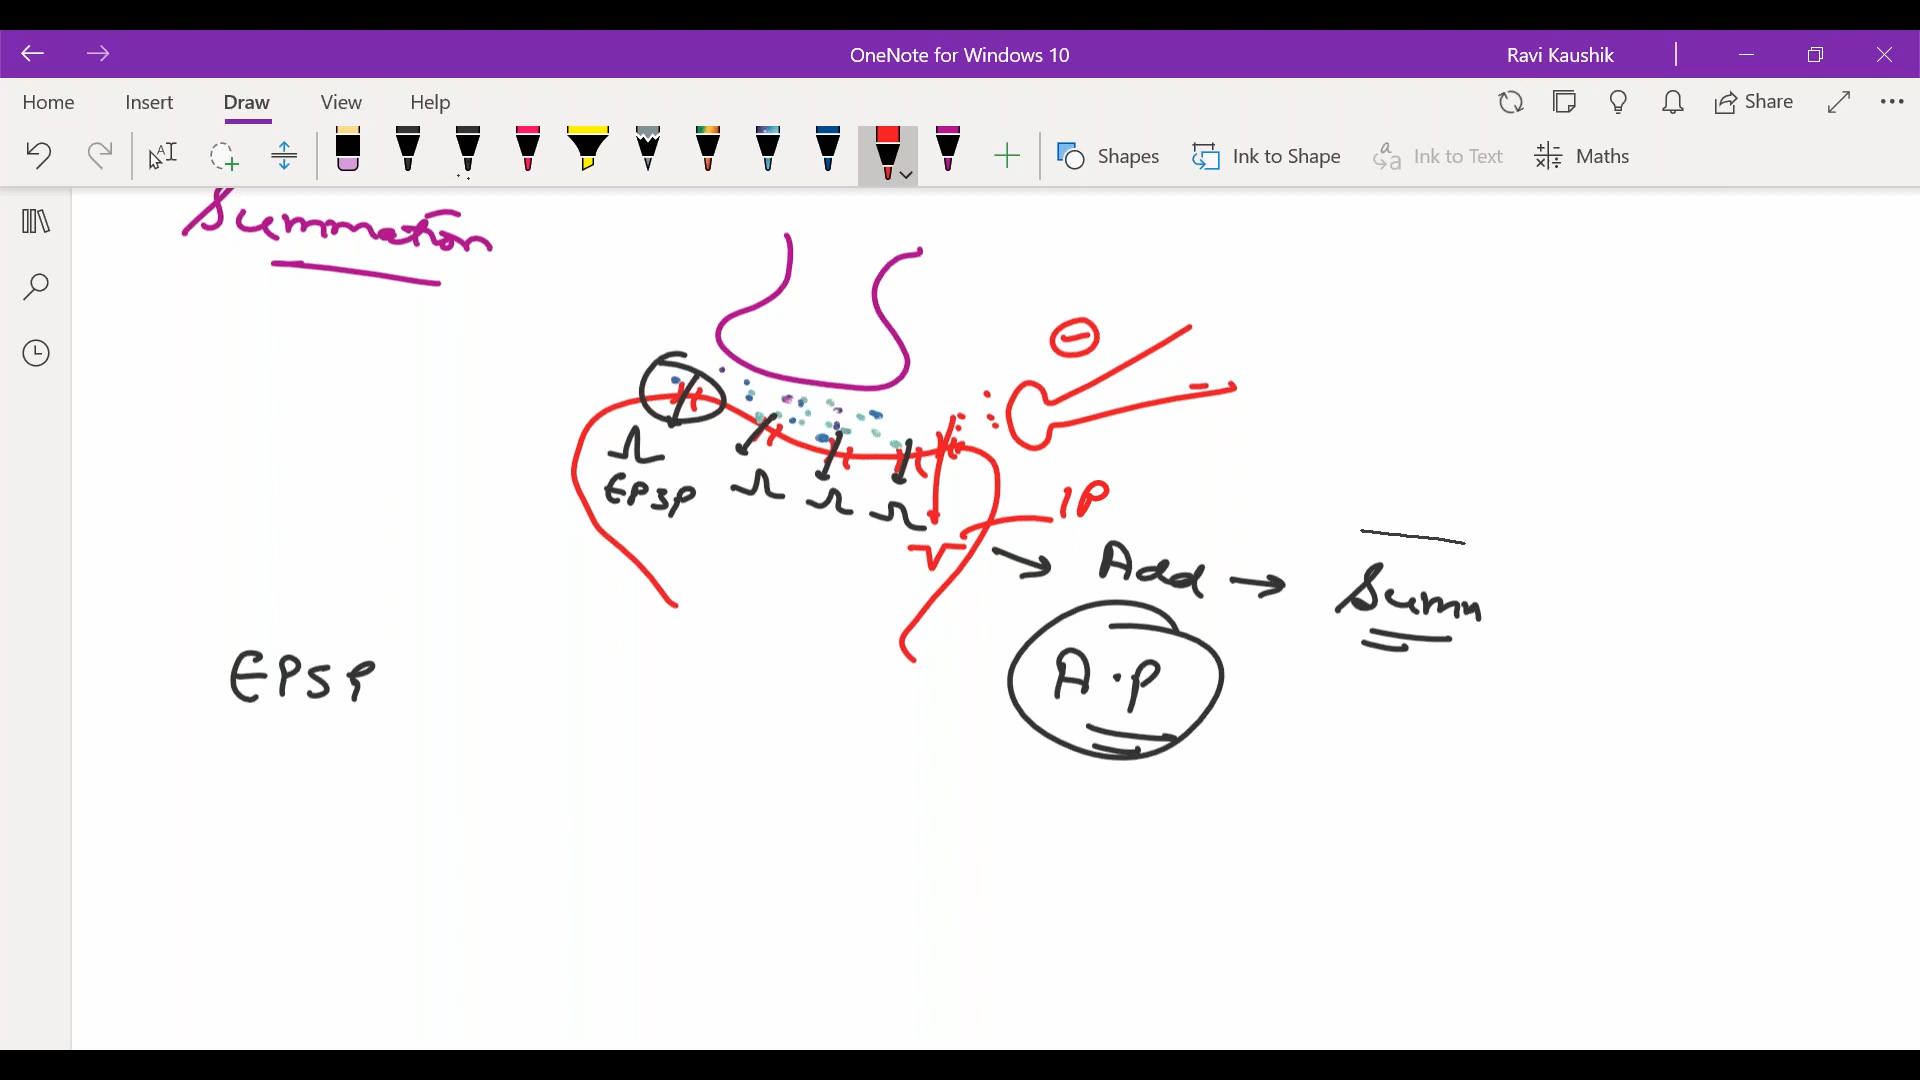 OneNote for Windows 10
Ravi Kaushik
Home Insert Draw View Help
Share
Shapes Ink to Shape Ink to Text Maths
Summation
EPSP
IP
Add
Summ
A.P
EPSP